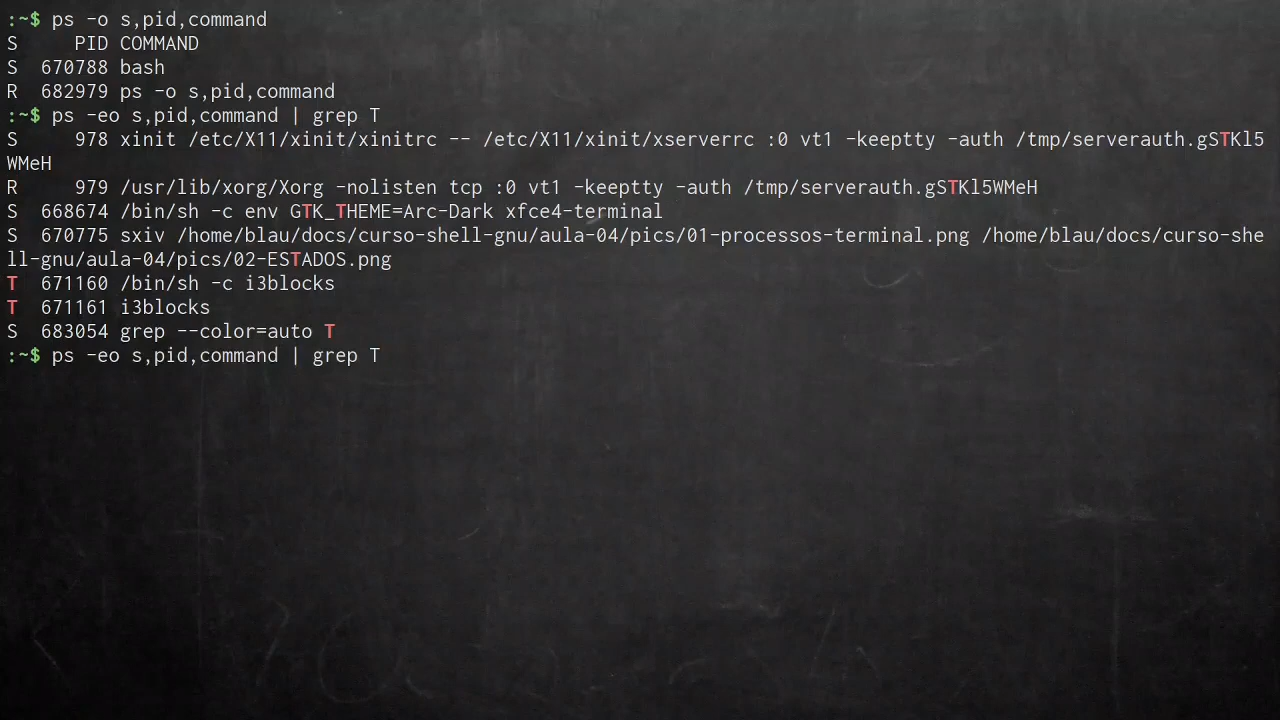 :~$ ps -o s,pid,command
S     PID COMMAND
S  670788 bash
R  682979 ps -o s,pid,command
:~$ ps -eo s,pid,command | grep T
S     978 xinit /etc/X11/xinit/xinitrc -- /etc/X11/xinit/xserverrc :0 vt1 -keeptty -auth /tmp/serverauth.gSTKl5
WMeH
R     979 /usr/lib/xorg/Xorg -nolisten tcp :0 vt1 -keeptty -auth /tmp/serverauth.gSTKl5WMeH
S  668674 /bin/sh -c env GTK_THEME=Arc-Dark xfce4-terminal
S  670775 sxiv /home/blau/docs/curso-shell-gnu/aula-04/pics/01-processos-terminal.png /home/blau/docs/curso-she
ll-gnu/aula-04/pics/02-ESTADOS.png
T  671160 /bin/sh -c i3blocks
T  671161 i3blocks
S  683054 grep --color=auto T
:~$ ps -eo s,pid,command | grep T